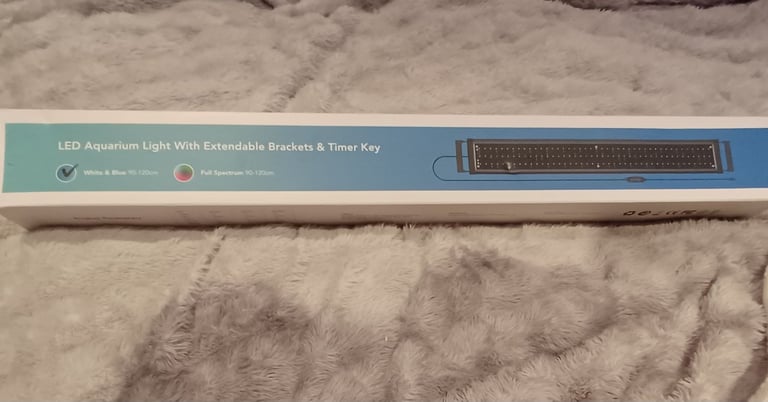 LED Aquarium Light With Extendable Brackets & Timer Key
White & Blue 90-120cm Full Spectrum 90-120cm